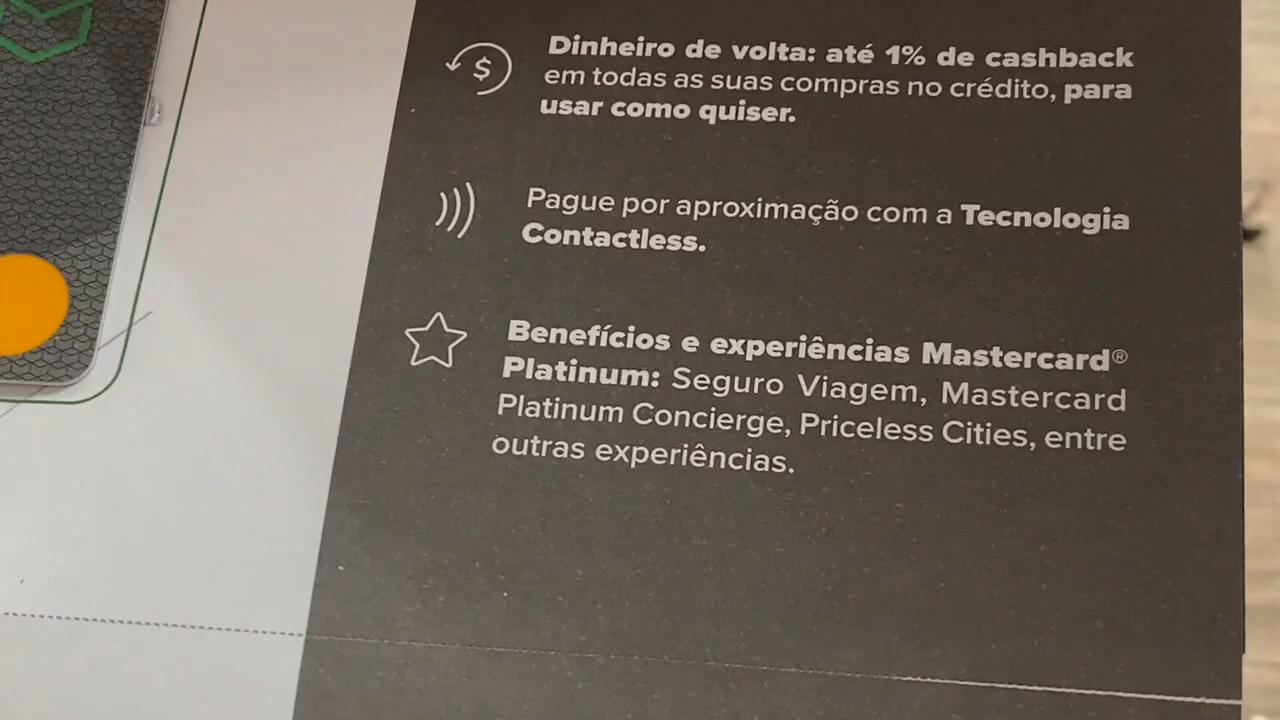 Dinheiro de volta: até 1% de cashback
em todas as suas compras no crédito, para
usar como quiser.
Pague por aproximação com a Tecnologia
Contactless.
Benefícios e experiências Mastercard®
Platinum: Seguro Viagem, Mastercard
Platinum Concierge, Priceless Cities, entre
outras experiências.